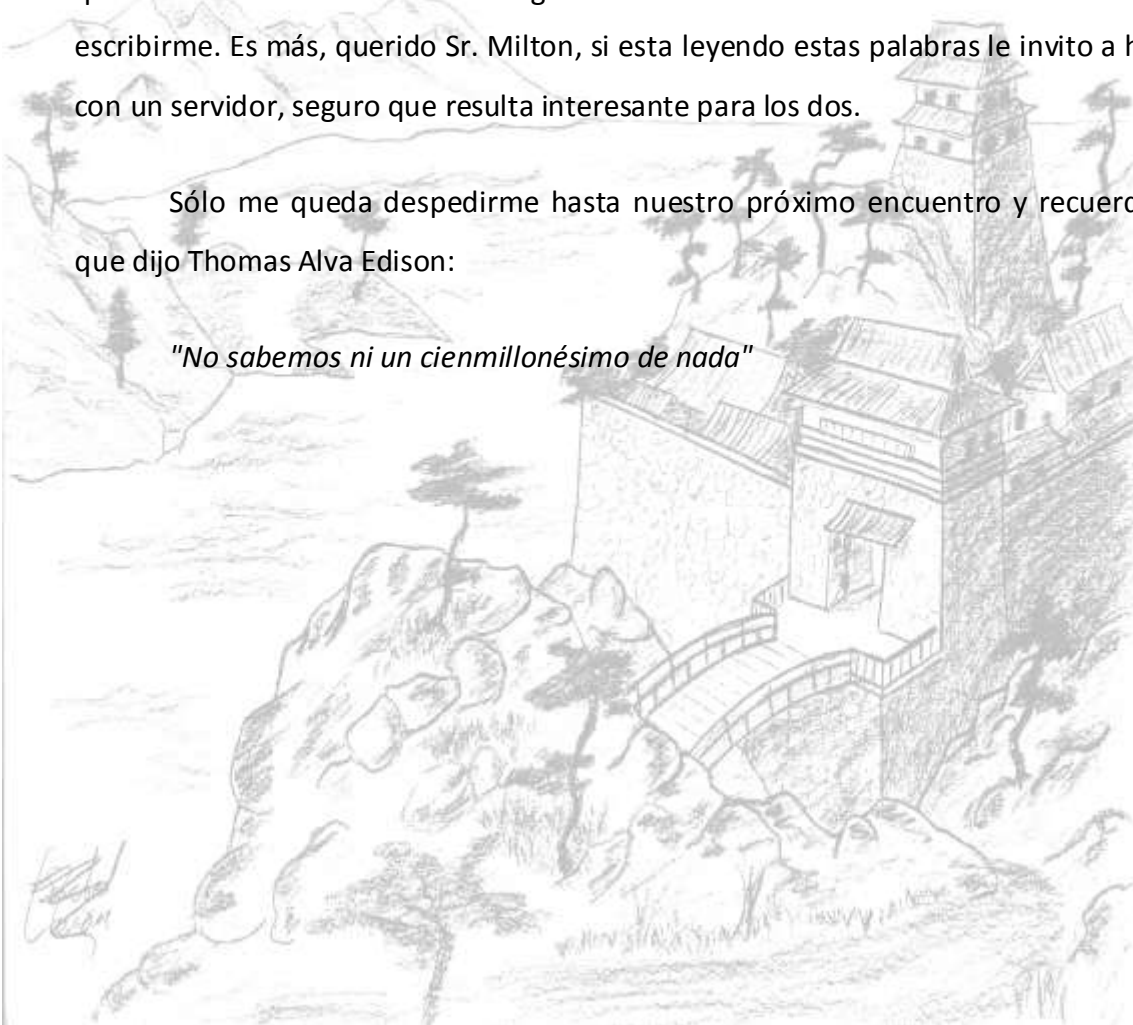 escribirme. Es más, querido Sr. Milton, si esta leyendo estas palabras le invito a
con un servidor, seguro que resulta interesante para los dos.
Sólo me queda despedirme hasta nuestro próximo encuentro y
que dijo Thomas Alva Edison:
"No sabemos ni un cienmillonésimo de nada"